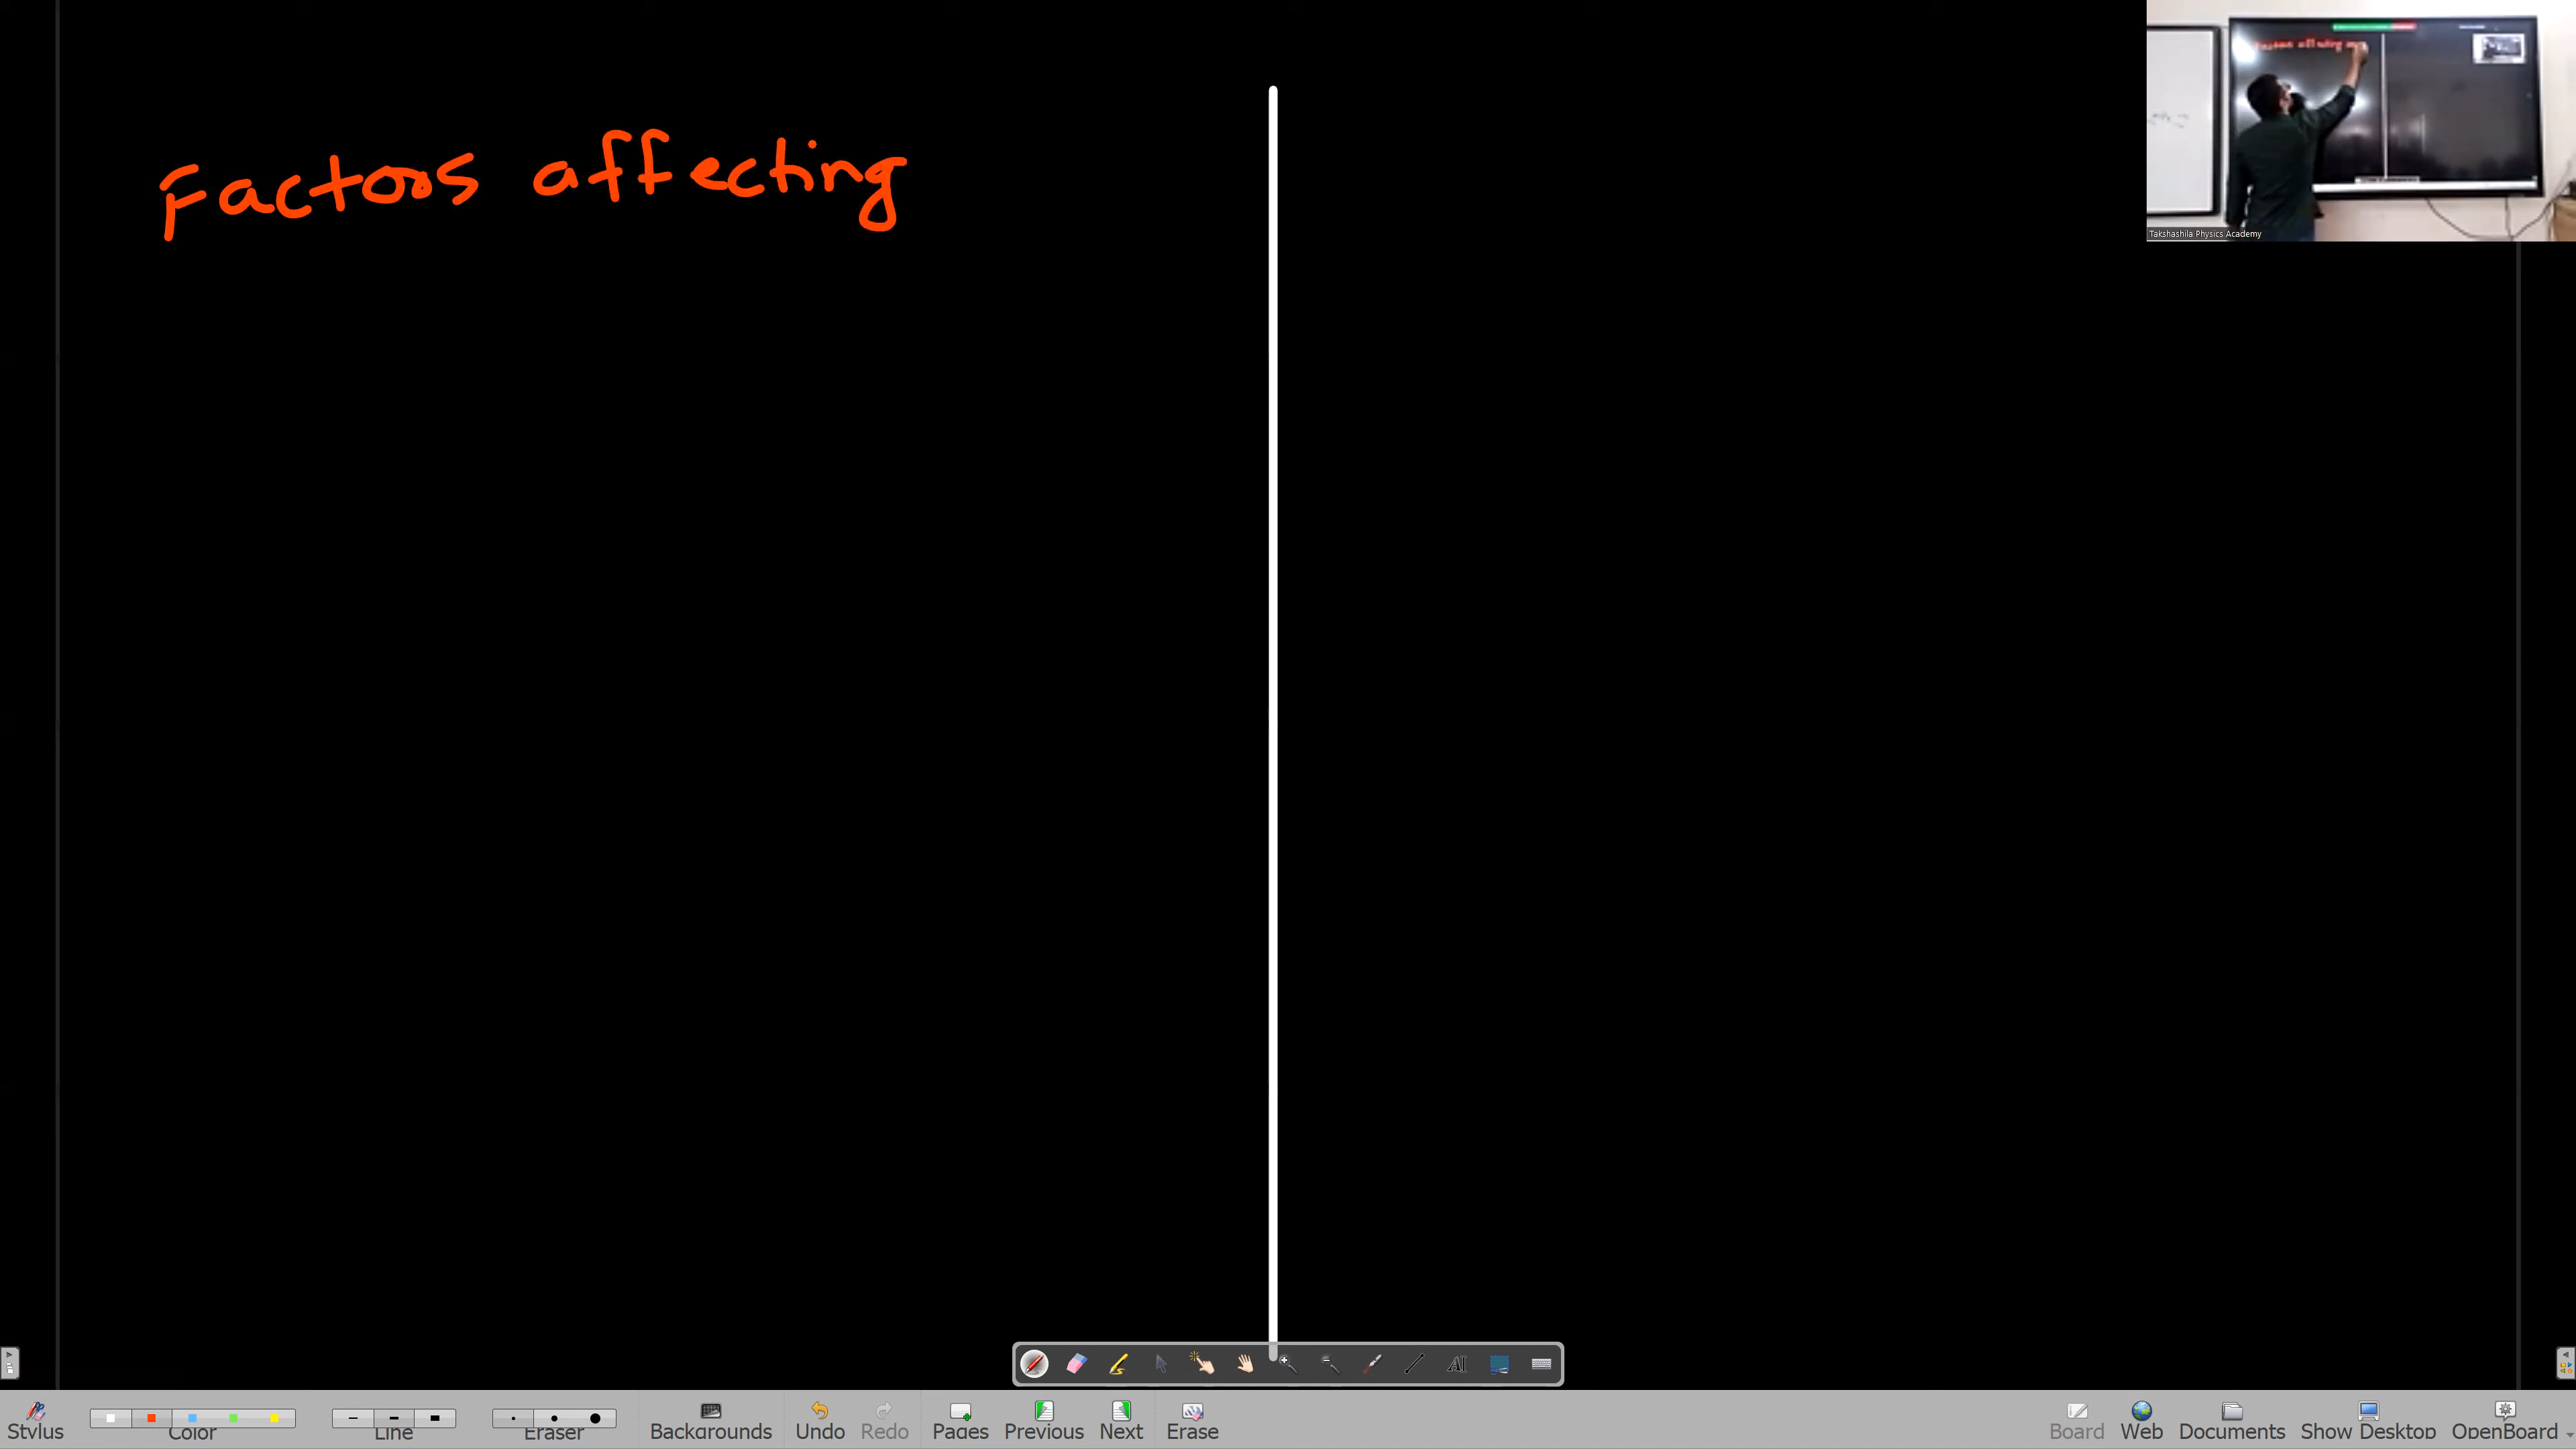 Factors affecting
Takshashila Physics Academy
Stylus
Color
Line
Eraser
Backgrounds
Undo
Redo
Pages
Previous
Next
Erase
Board
Web
Documents
Show Desktop
OpenBoard